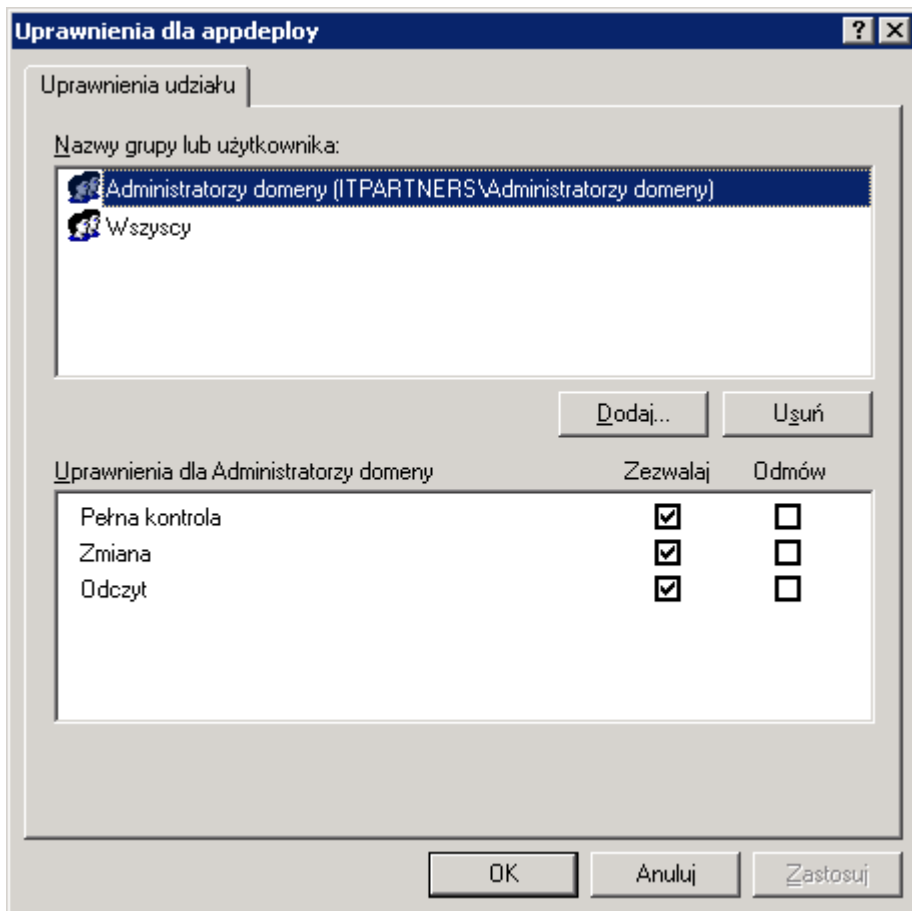 Uprawnienia dla appdeploy
Uprawnienia udziału
Nazwy grupy lub użytkownika:
Administratorzy domeny (ITPARTNERS\Administratorzy domeny)
Wszyscy
Dodaj... Usuń
Uprawnienia dla Administratorzy domeny Zezwalaj Odmów
Pełna kontrola
Zmiana
Odczyt
OK Anuluj Zastosuj